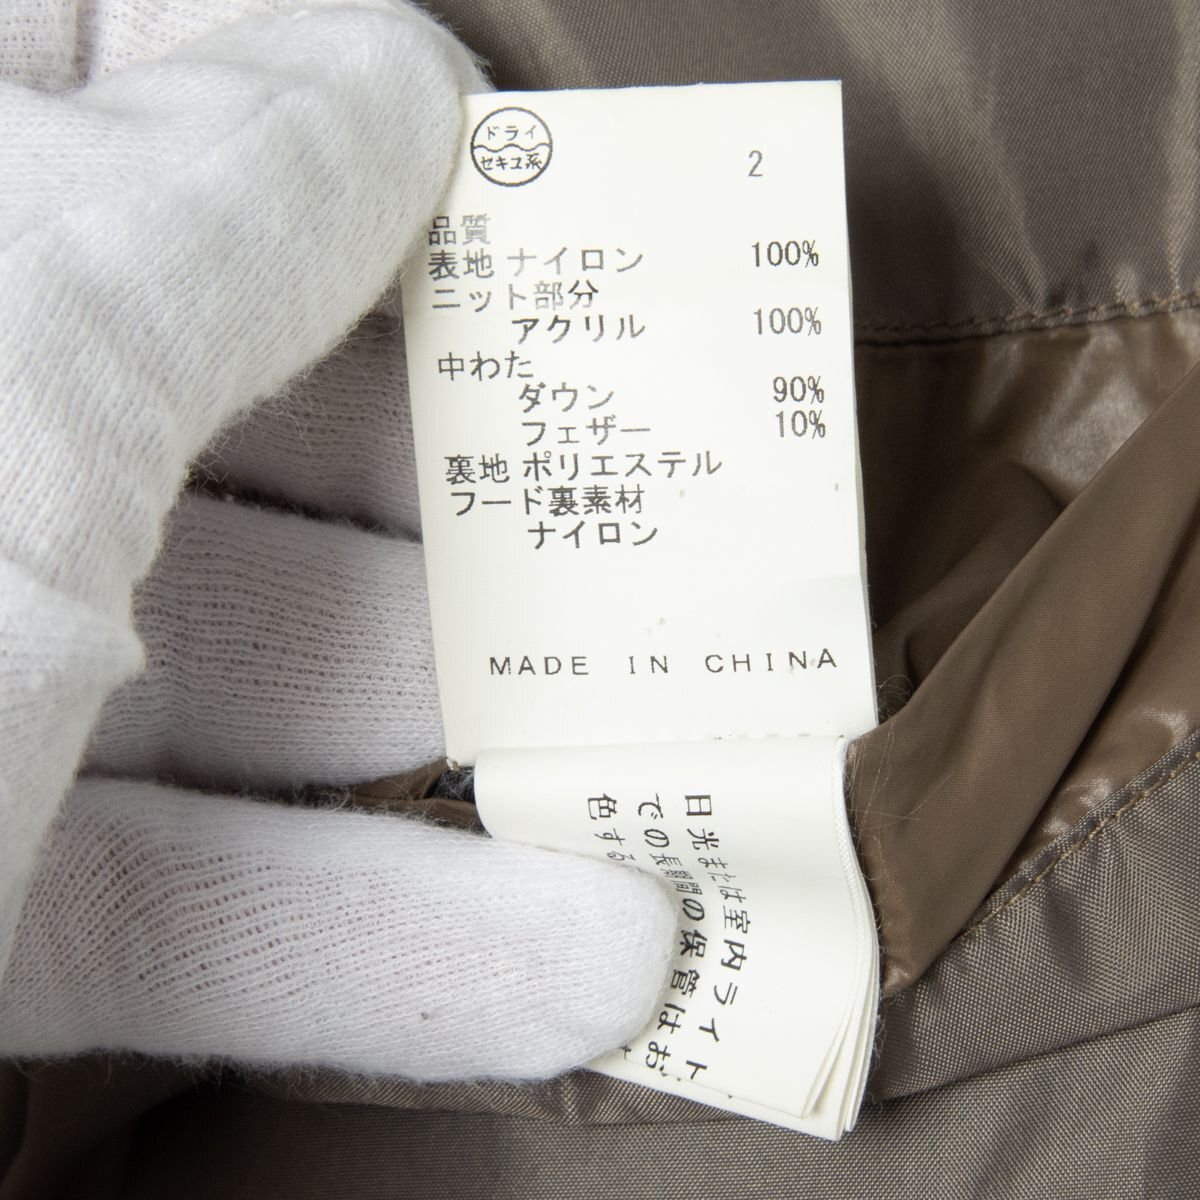 ドライ
セキユ系
2
品質
表地 ナイロン 100%
ニット部分
アクリル 100%
中わた
ダウン 90%
フェザー 10%
裏地 ポリエステル
フード裏素材
ナイロン
MADE IN CHINA
日光または室内ライト
での長期間の保管はお
色する